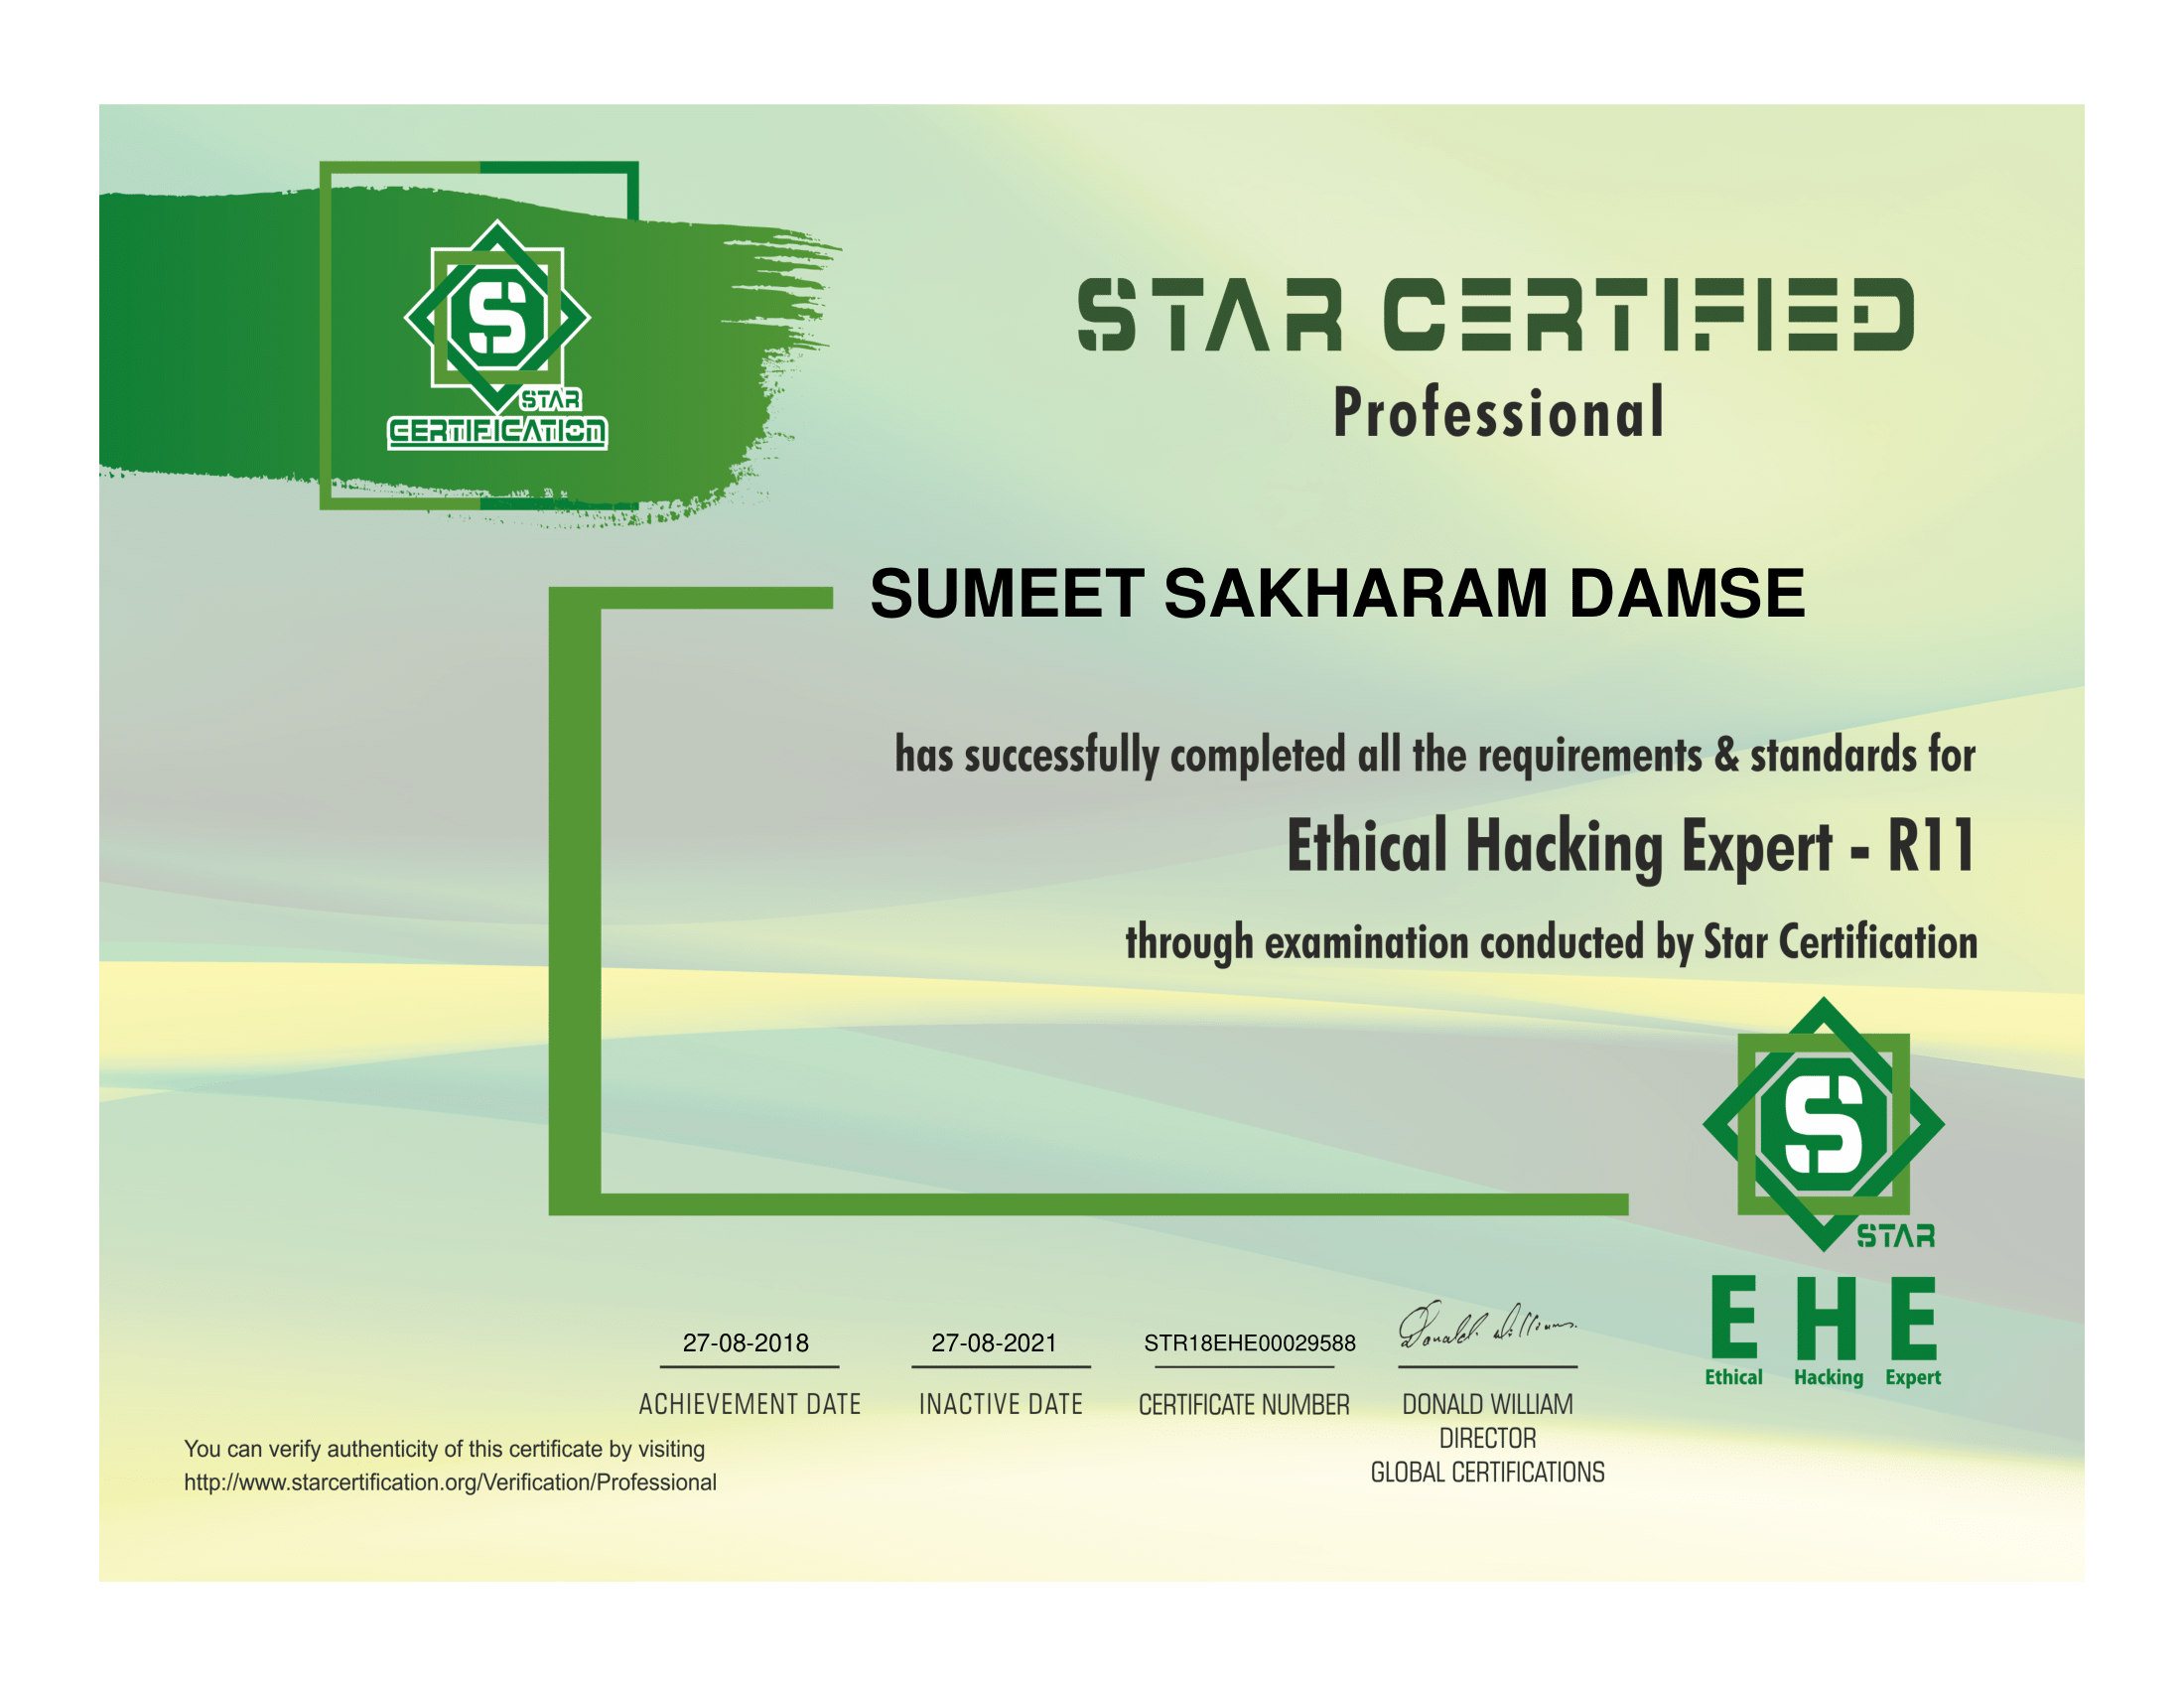 STAR
CERTIFICATION
STAR CERTIFIED
Professional
SUMEET SAKHARAM DAMSE
has successfully completed all the requirements & standards for
Ethical Hacking Expert - R11
through examination conducted by Star Certification
S
STAR
E H E
Ethical Hacking Expert
27-08-2018
ACHIEVEMENT DATE
27-08-2021
INACTIVE DATE
STR18EHE00029588
CERTIFICATE NUMBER
Donald. Williams.
DONALD WILLIAM
DIRECTOR
GLOBAL CERTIFICATIONS
You can verify authenticity of this certificate by visiting
http://www.starcertification.org/Verification/Professional